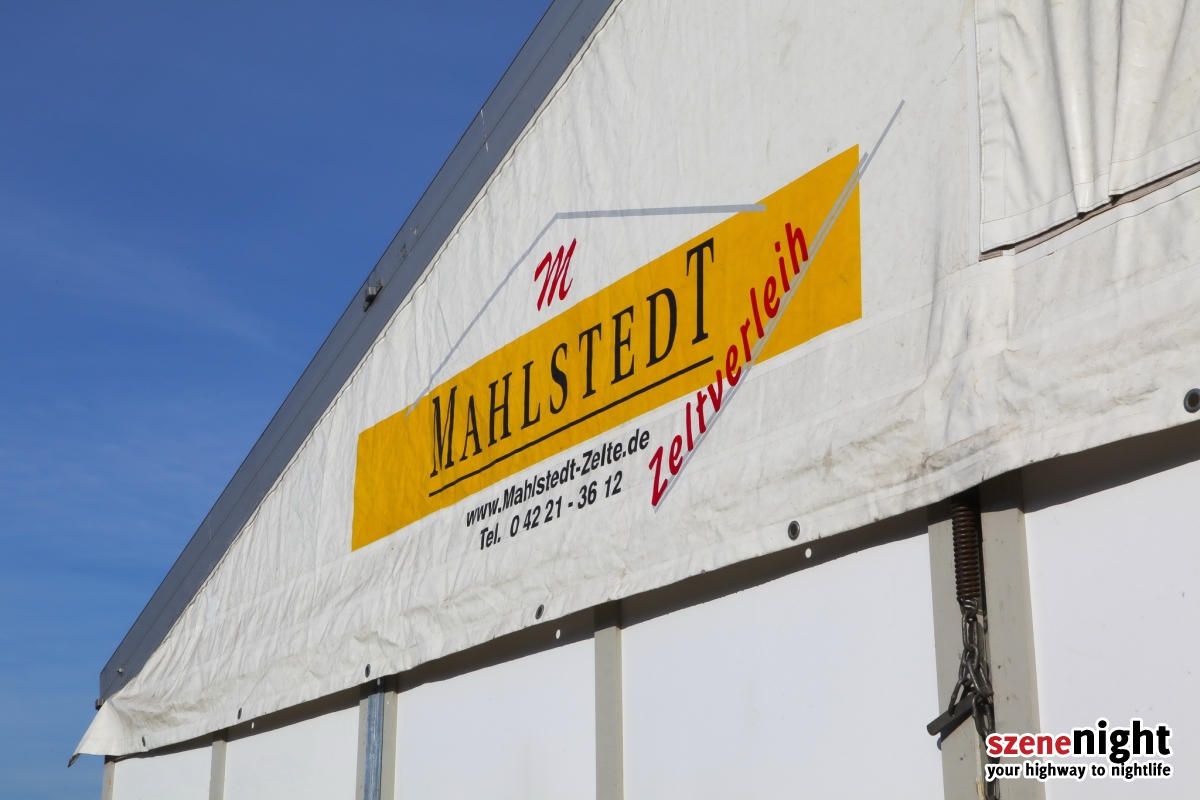 M
MAHLSTEDT
Zeltverleih
www.Mahlstedt-Zelte.de
Tel. 0 42 21 - 36 12
szenenight
your highway to nightlife